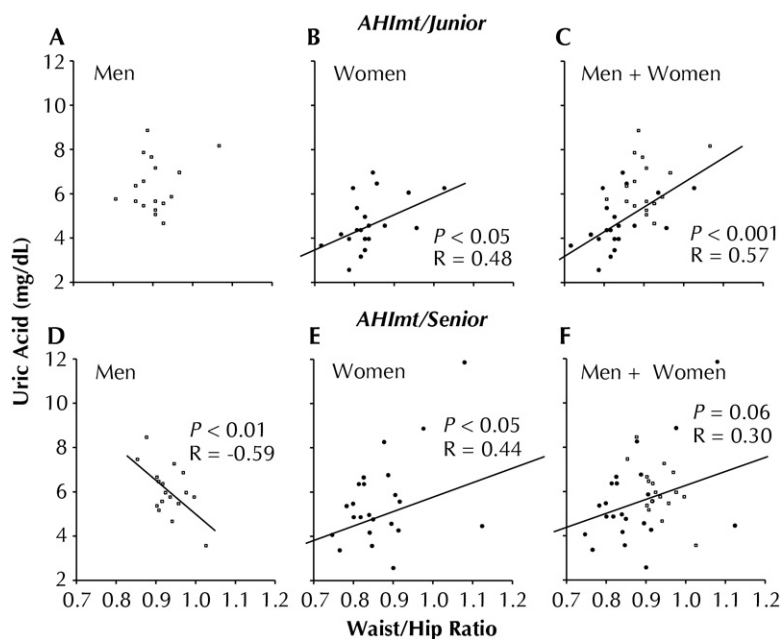 AHImt/Junior
A
B
C
Men
Women
Men + Women
12
10
8
6
4
2
P < 0.05
R = 0.48
P < 0.001
R = 0.57
Uric Acid (mg/dL)
AHImt/Senior
D
E
F
Men
Women
Men + Women
12
10
8
6
4
2
P < 0.01
R = -0.59
P < 0.05
R = 0.44
P = 0.06
R = 0.30
0.7 0.8 0.9 1.0 1.1 1.2
0.7 0.8 0.9 1.0 1.1 1.2
0.7 0.8 0.9 1.0 1.1 1.2
Waist/Hip Ratio